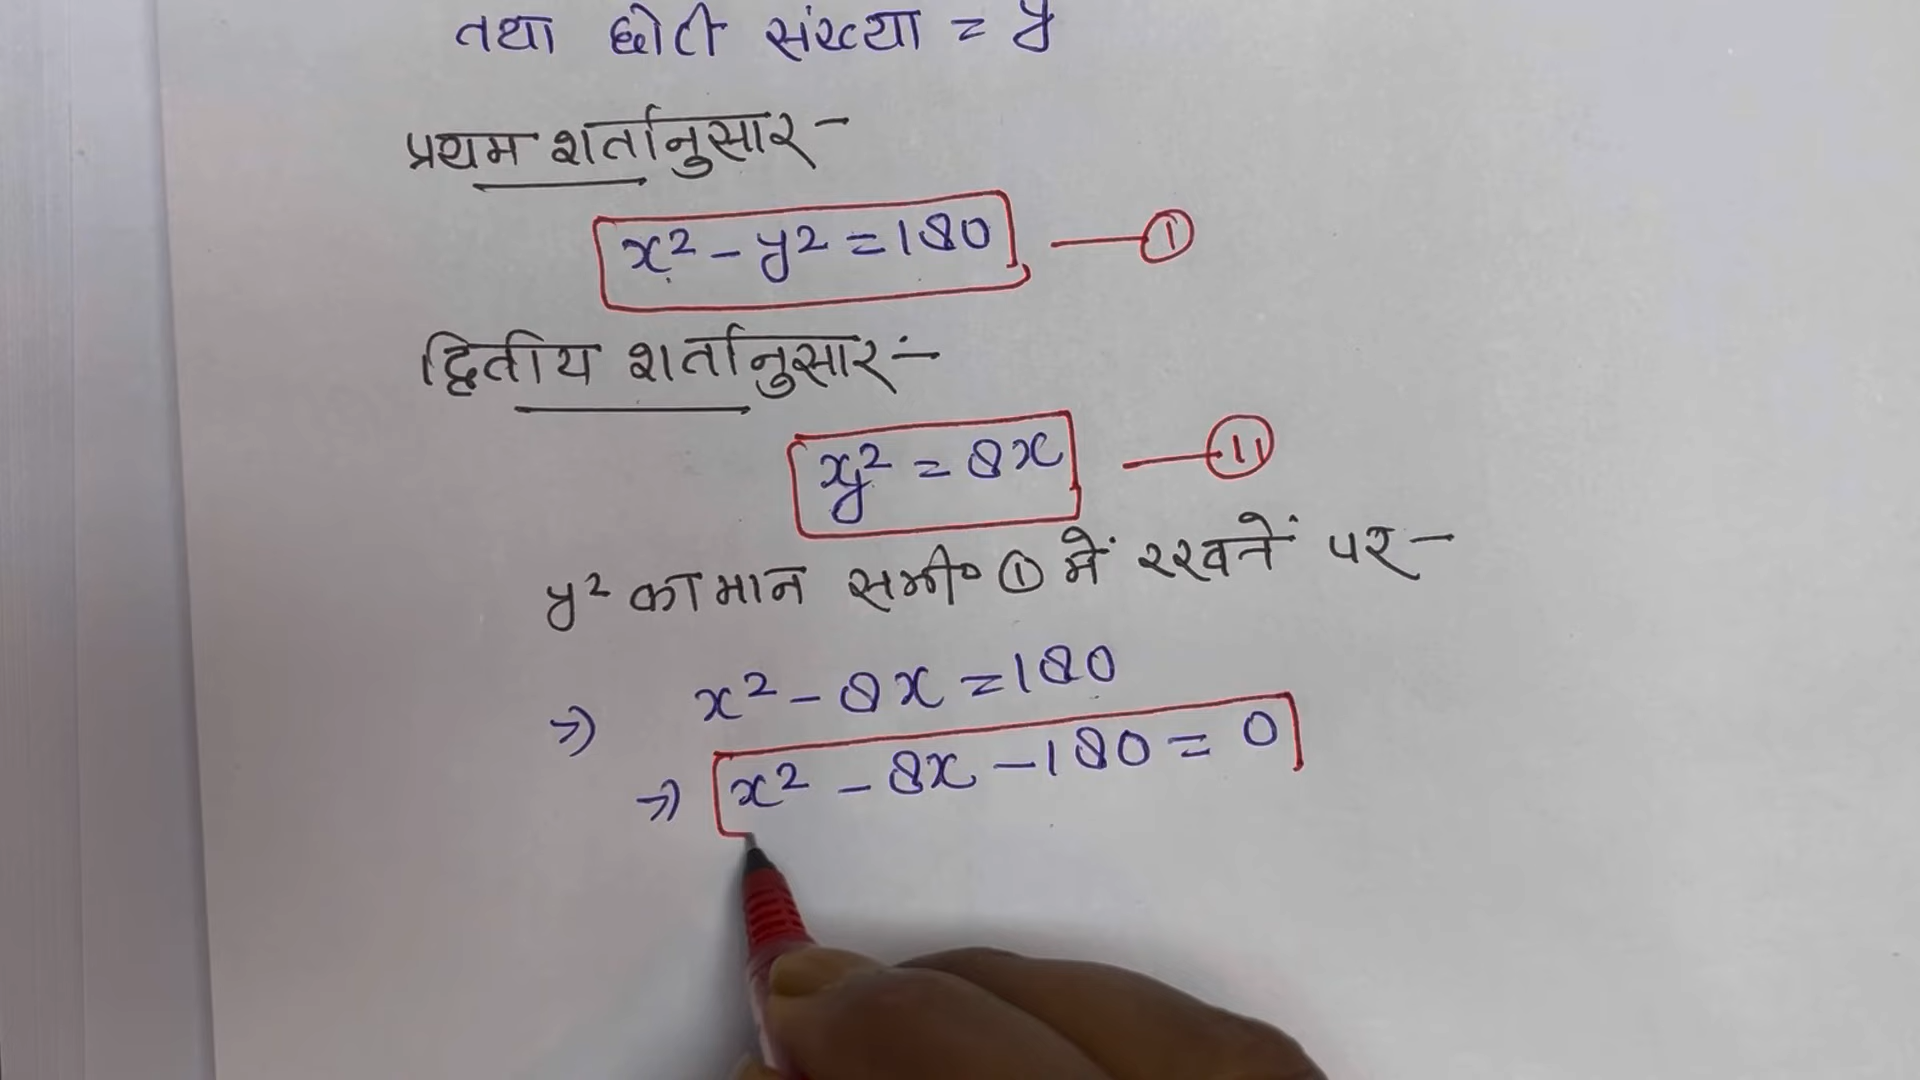 तथा छोटी संख्या = y
प्रथम शर्तानुसार -
x² - y² = 180 — ①
द्वितीय शर्तानुसार :-
y² = 8x — ⑪
y² का मान समी० ① में रखनें पर -
⇒ x² - 8x = 180
⇒ x² - 8x - 180 = 0